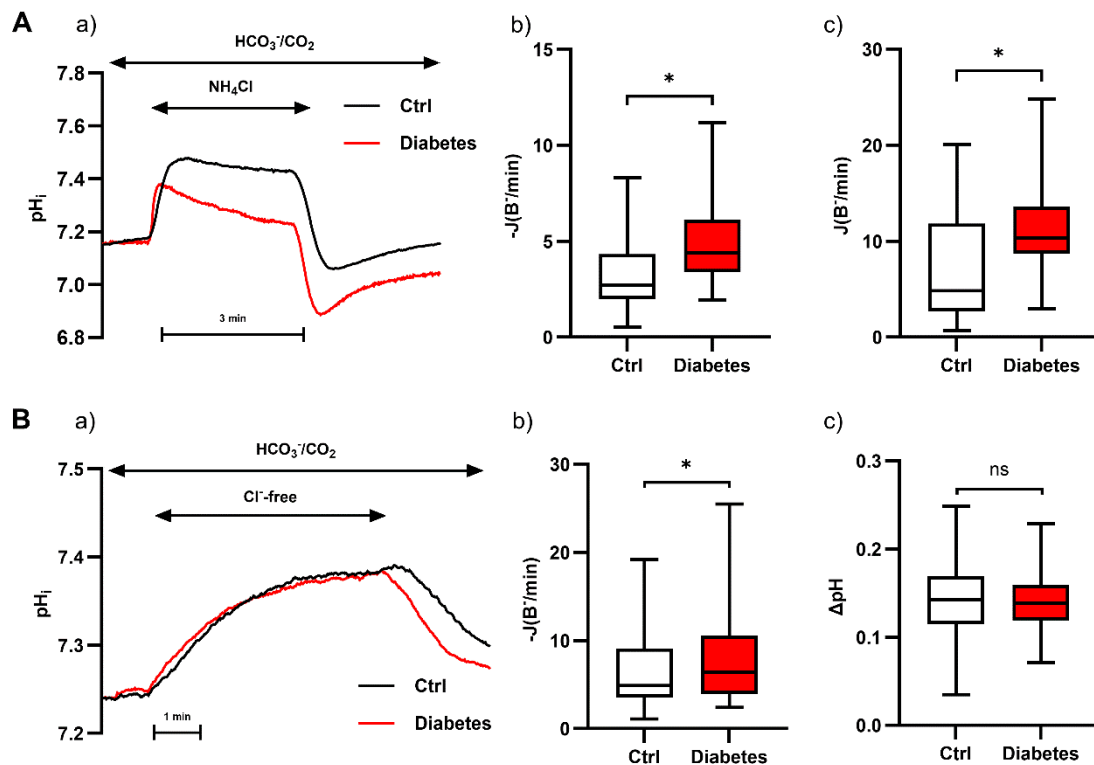 A a) b) c)
HCO₃⁻/CO₂
NH₄Cl
Ctrl
Diabetes
pHᵢ
7.8
7.6
7.4
7.2
7.0
6.8
3 min
-J(B⁻/min)
15
10
5
0
*
Ctrl Diabetes
J(B⁻/min)
30
20
10
0
*
Ctrl Diabetes
B a) b) c)
HCO₃⁻/CO₂
Cl⁻-free
pHᵢ
7.5
7.4
7.3
7.2
Ctrl
Diabetes
1 min
-J(B⁻/min)
30
20
10
0
*
Ctrl Diabetes
ΔpH
0.3
0.2
0.1
0.0
ns
Ctrl Diabetes